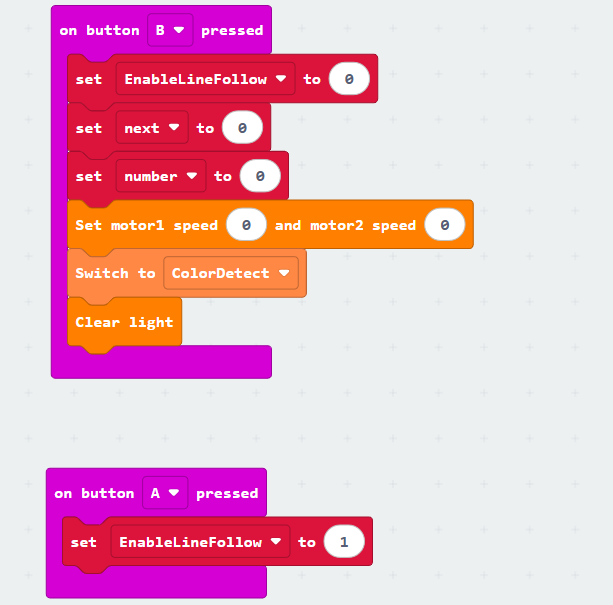 on button B pressed
set EnableLineFollow to 0
set next to 0
set number to 0
Set motor1 speed 0 and motor2 speed 0
Switch to ColorDetect
Clear light
on button A pressed
set EnableLineFollow to 1